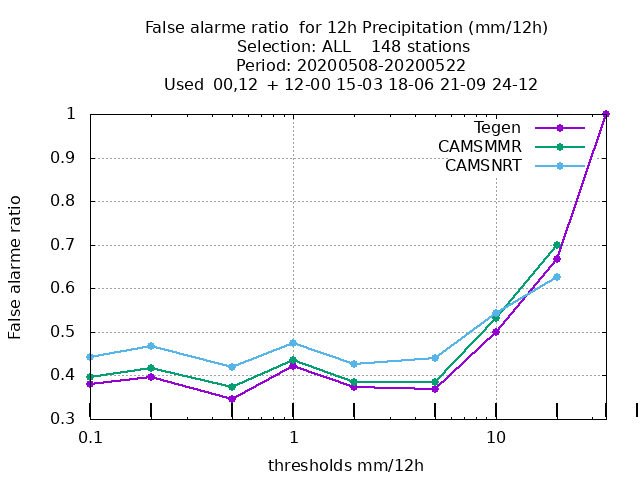 False alarme ratio  for 12h Precipitation (mm/12h)
Selection: ALL    148 stations
Period: 20200508-20200522
Used  00,12  + 12-00 15-03 18-06 21-09 24-12
Tegen
CAMSMMR
CAMSNRT
False alarme ratio
1
0.9
0.8
0.7
0.6
0.5
0.4
0.3
0.1
1
10
thresholds mm/12h